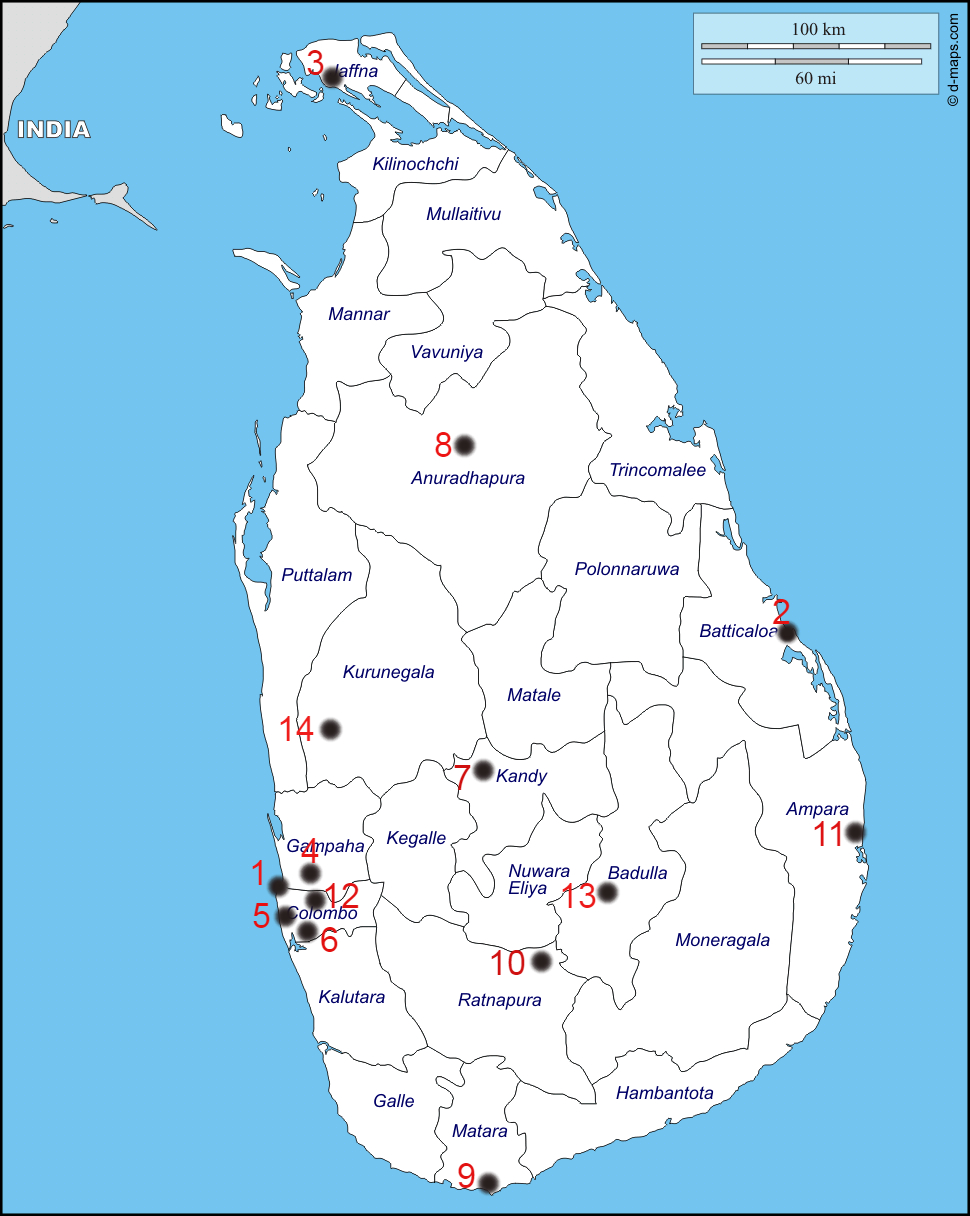 100 km
60 mi
© d-maps.com
INDIA
3
Jaffna
Kilinochchi
Mullaitivu
Mannar
Vavuniya
8
Anuradhapura
Trincomalee
Puttalam
Polonnaruwa
2
Batticaloa
Kurunegala
Matale
14
7
Kandy
Ampara
11
Gampaha
4
Kegalle
1
Nuwara
Eliya
Badulla
13
12
5
Colombo
6
Moneragala
10
Kalutara
Ratnapura
Galle
Hambantota
Matara
9